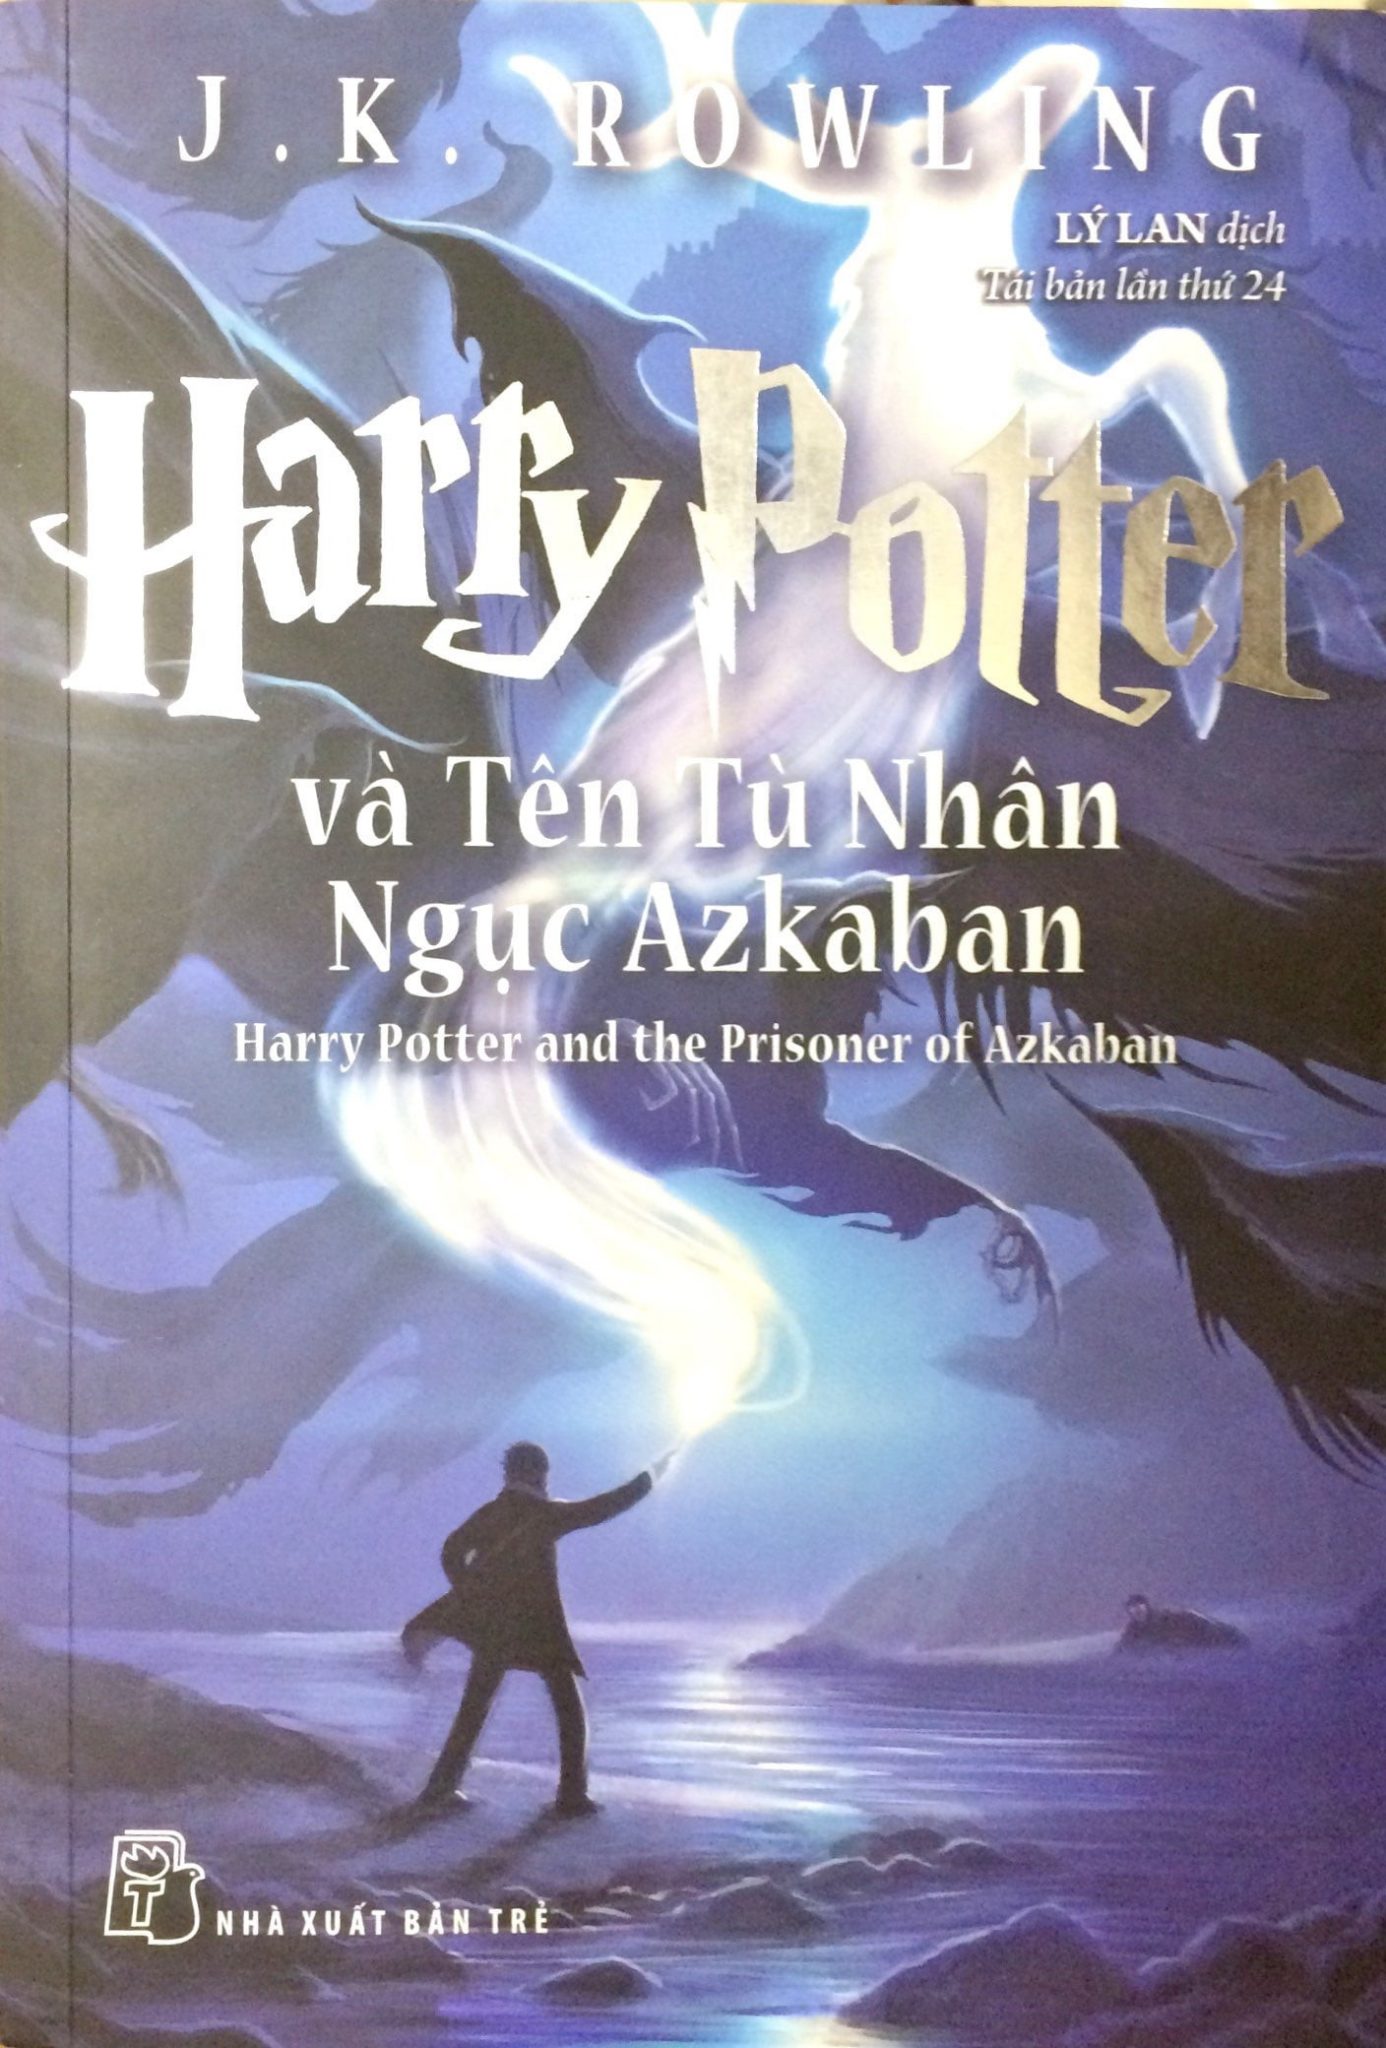 J.K. ROWLING
LÝ LAN dịch
Tái bản lần thứ 24
Harry Potter
và Tên Tù Nhân
Ngục Azkaban
Harry Potter and the Prisoner of Azkaban
T
NHÀ XUẤT BẢN TRẺ